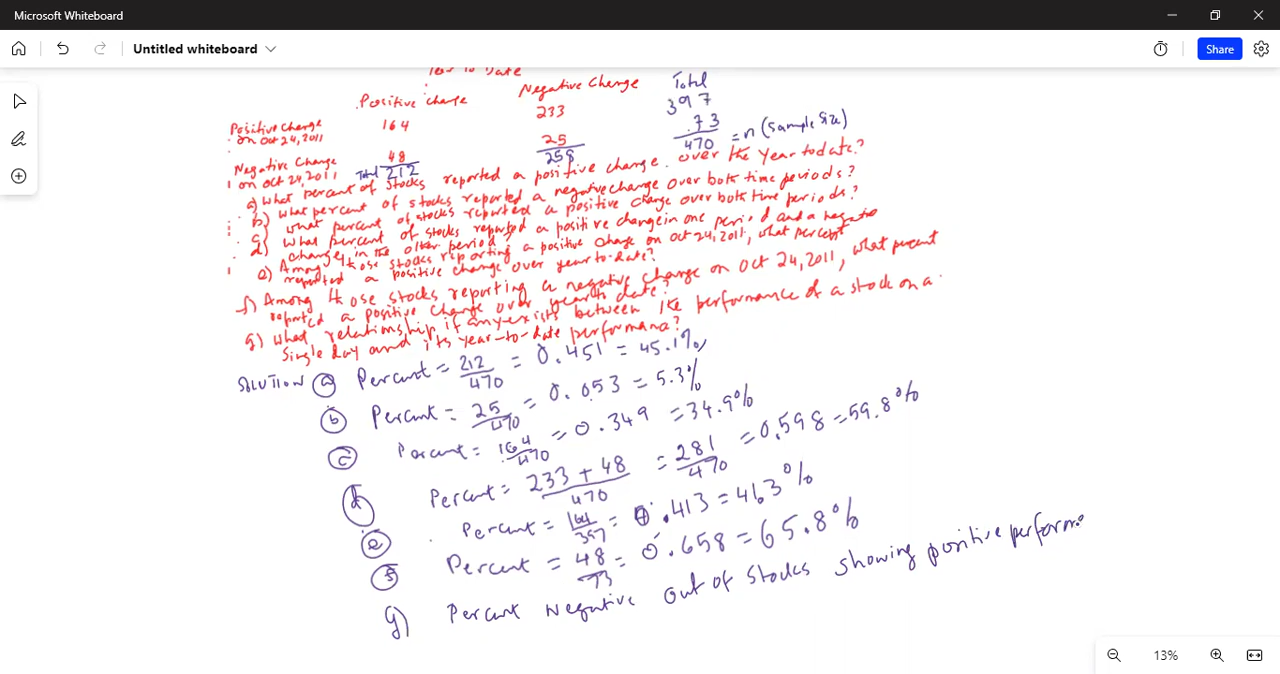 Microsoft Whiteboard
Untitled whiteboard
Share
Year to Date
Positive change
Negative Change
Total
Positive Change on Oct 24, 2011
164
233
397
Negative Change on Oct 24, 2011
48
25
73
Total 212
258
470 = n (Sample Size)
a) What percent of stocks reported a positive change over the Year to date?
b) What percent of stocks reported a negative change over both time periods?
c) What percent of stocks reported a positive change over both time periods?
d) What percent of stocks reported a positive change in one period and a negative
change in the other period?
e) Among those stocks reporting a positive change on Oct 24, 2011, what percent
reported a positive change over year to-date?
f) Among those stocks reporting a negative change on Oct 24, 2011, what percent
reported a positive change over year to date?
g) What relationship, if any exists between the performance of a stock on a
Single day and its year-to-date performance?
SOLUTION (a) Percent = 212/470 = 0.451 = 45.1%
(b) Percent = 25/470 = 0.053 = 5.3%
(c) Percent = 164/470 = 0.349 = 34.9%
(d) Percent = 233 + 48/470 = 281/470 = 0.598 = 59.8%
(e) Percent = 164/397 = 0.413 = 41.3%
(f) Percent = 48/73 = 0.658 = 65.8%
g) Percent Negative out of stocks showing positive perform
13%